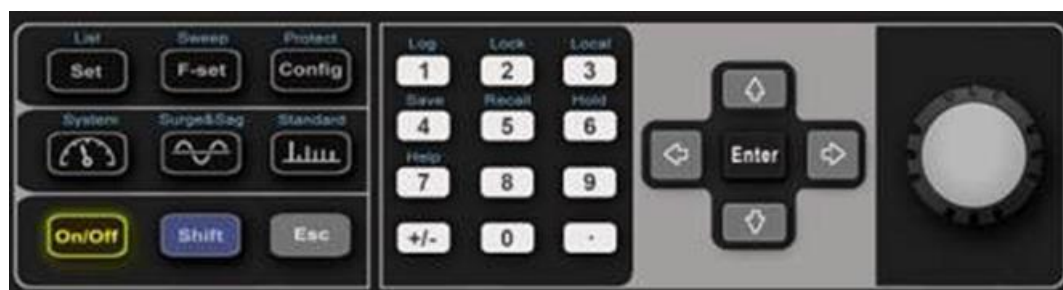 List Sweep Protect
Set F-set Config
System Surge&Sag Standard
On/Off Shift Esc
Log Lock Local
1 2 3
Save Recall Hold
4 5 6
Help
7 8 9
+/- 0 .
Enter